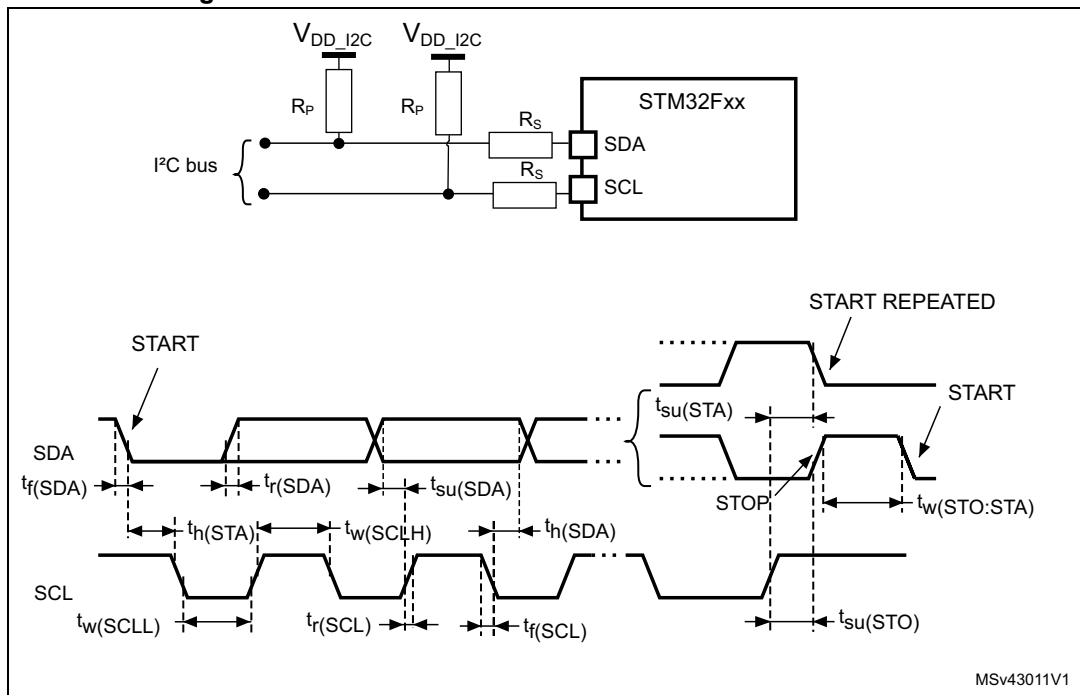 V_DD_I2C V_DD_I2C
STM32Fxx
R_P R_P R_S
SDA
I²C bus
R_S
SCL
START REPEATED
START
START
t_su(STA)
SDA
t_f(SDA) t_r(SDA) t_su(SDA)
STOP
t_w(STO:STA)
t_h(STA) t_w(SCLH) t_h(SDA)
SCL
t_w(SCLL) t_r(SCL) t_f(SCL) t_su(STO)
MSv43011V1